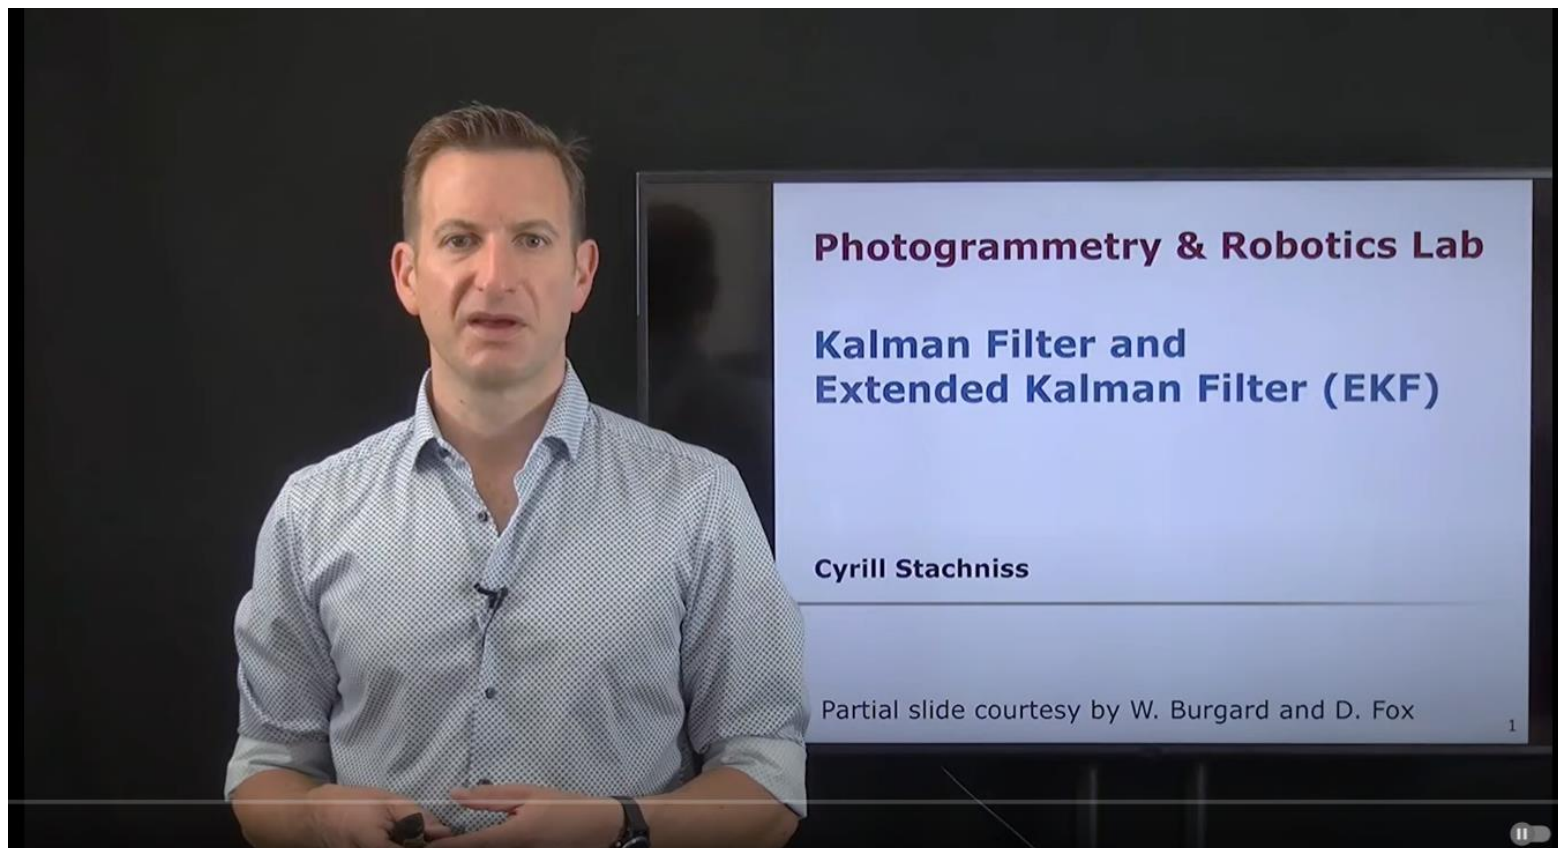 Photogrammetry & Robotics Lab
Kalman Filter and
Extended Kalman Filter (EKF)
Cyrill Stachniss
Partial slide courtesy by W. Burgard and D. Fox
1